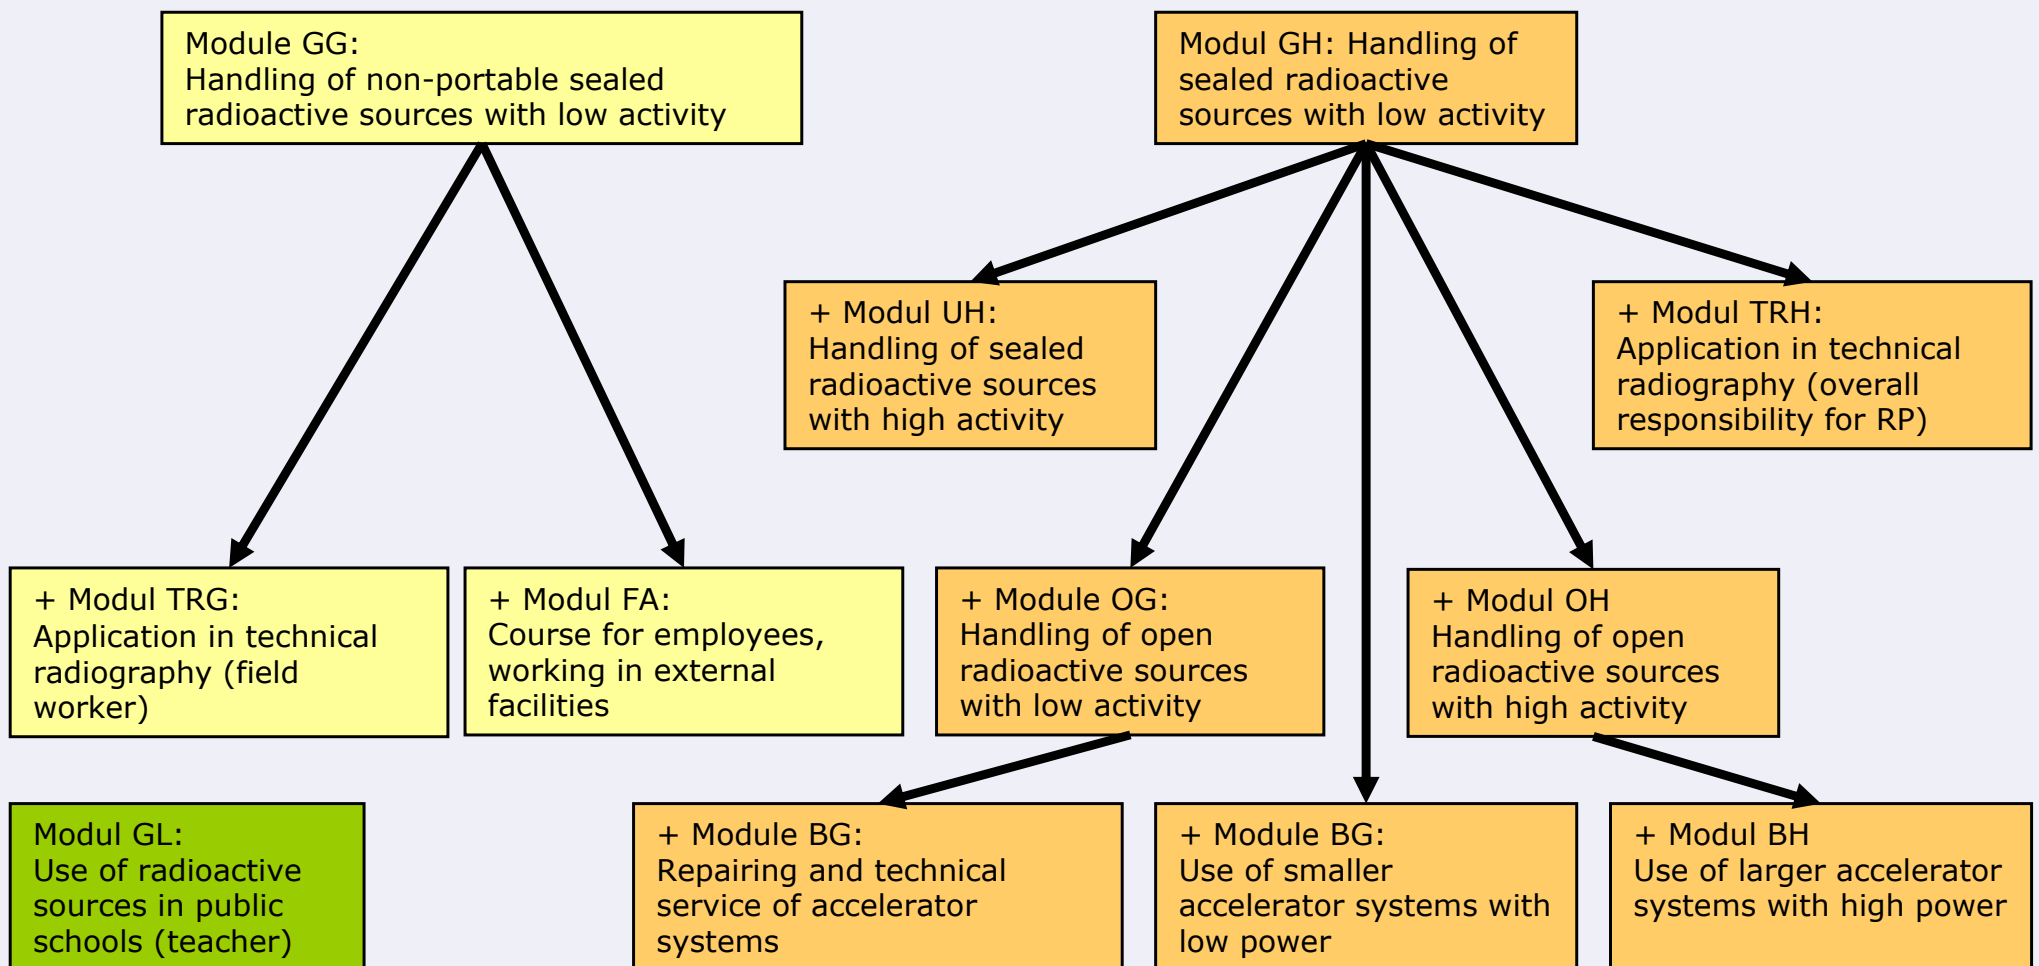 Module GG:
Handling of non-portable sealed
radioactive sources with low activity
Modul GH: Handling of
sealed radioactive
sources with low activity
+ Modul UH:
Handling of sealed
radioactive sources
with high activity
+ Modul TRH:
Application in technical
radiography (overall
responsibility for RP)
+ Modul TRG:
Application in technical
radiography (field
worker)
+ Modul FA:
Course for employees,
working in external
facilities
+ Module OG:
Handling of open
radioactive sources
with low activity
+ Modul OH
Handling of open
radioactive sources
with high activity
Modul GL:
Use of radioactive
sources in public
schools (teacher)
+ Module BG:
Repairing and technical
service of accelerator
systems
+ Module BG:
Use of smaller
accelerator systems with
low power
+ Modul BH
Use of larger accelerator
systems with high power